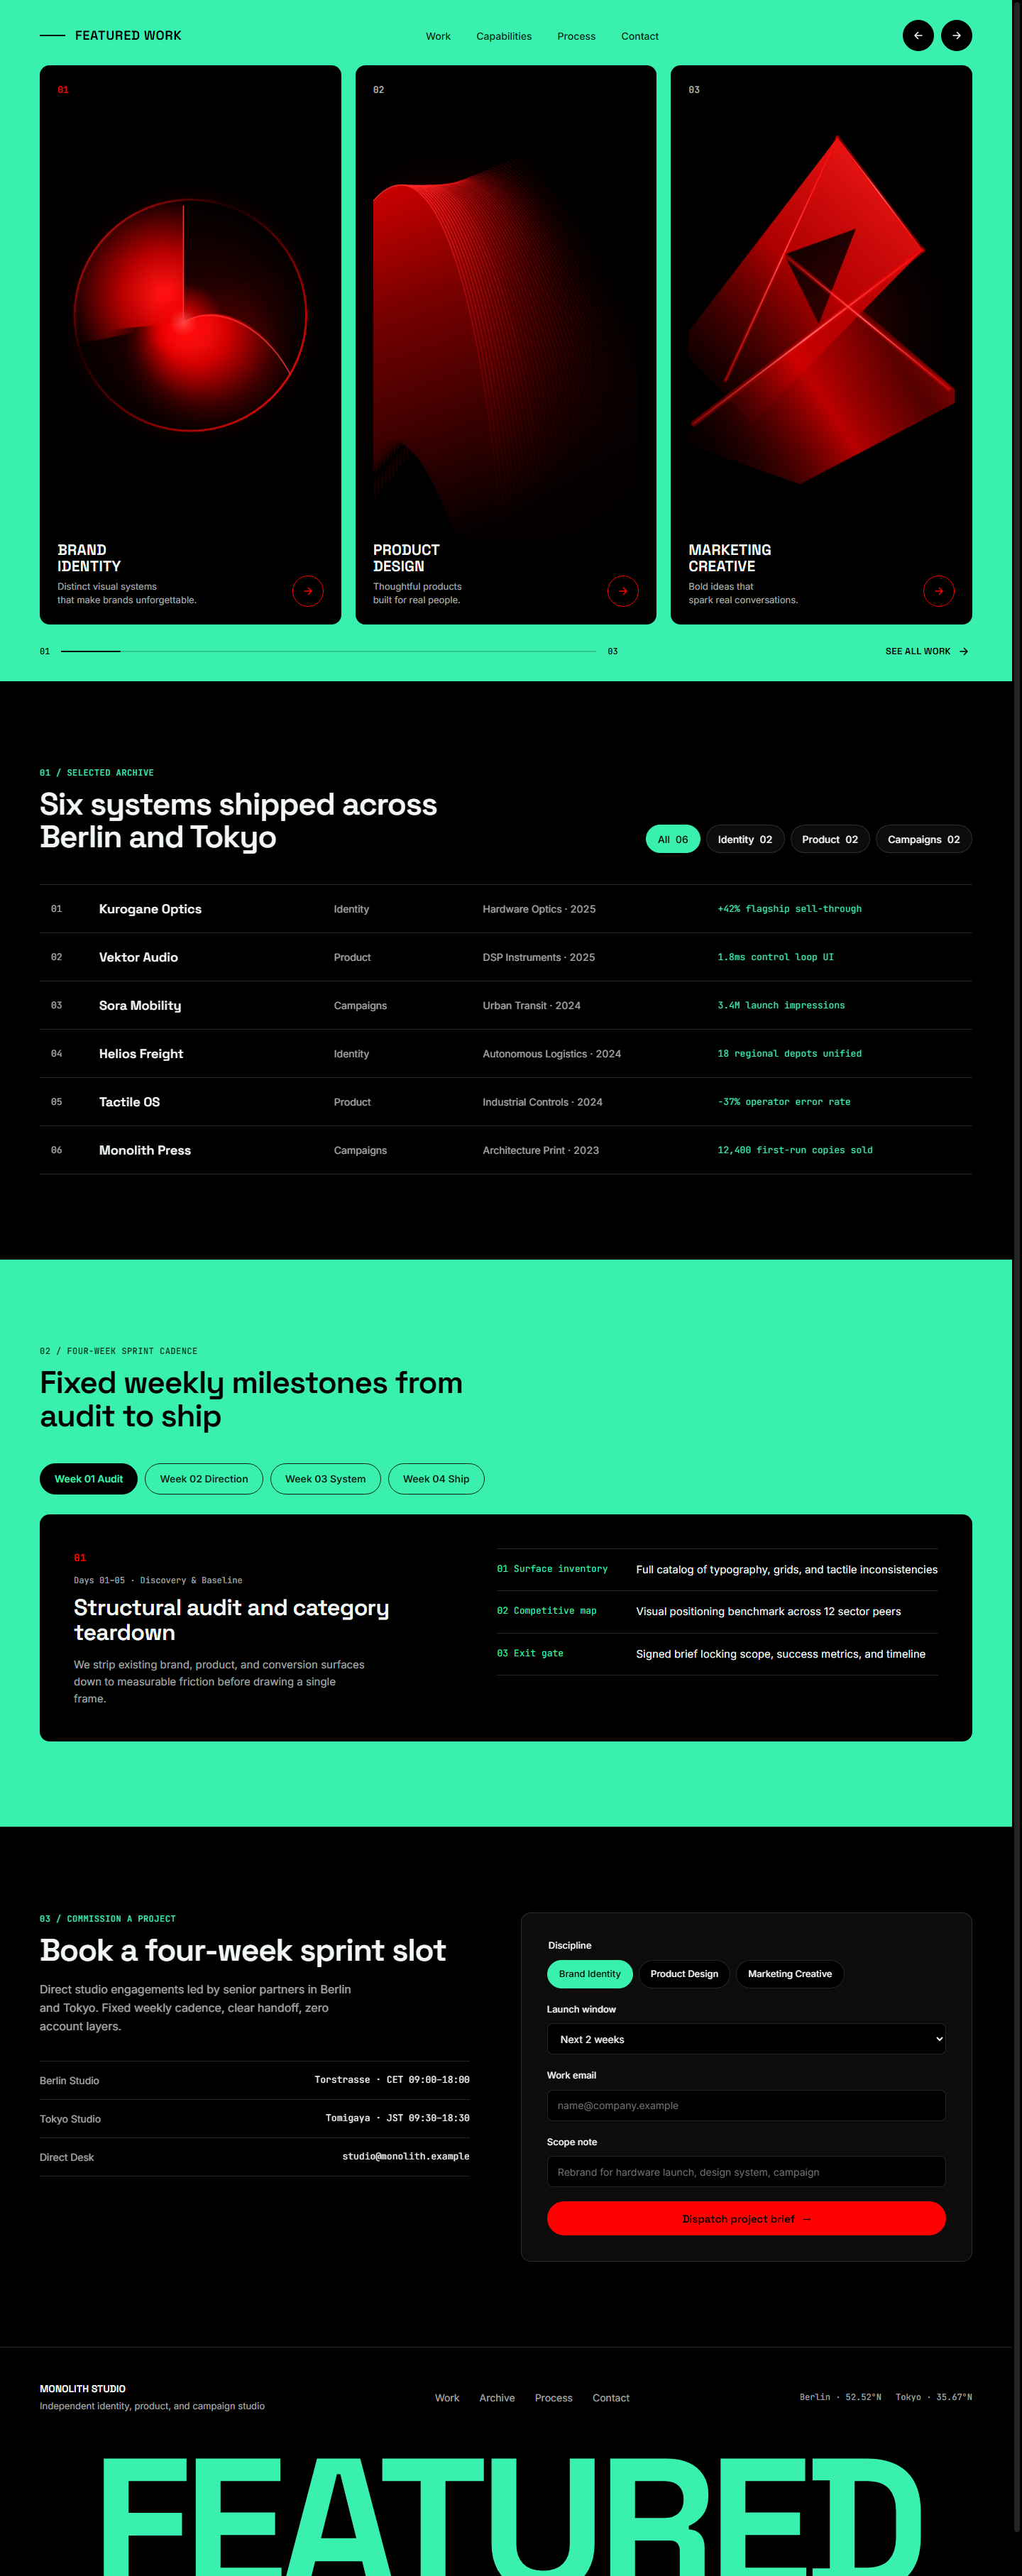 FEATURED WORK
Work Capabilities Process Contact
01
02
03
BRAND
IDENTITY
Distinct visual systems
that make brands unforgettable.
PRODUCT
DESIGN
Thoughtful products
built for real people.
MARKETING
CREATIVE
Bold ideas that
spark real conversations.
01
03
SEE ALL WORK →
01 / SELECTED ARCHIVE
Six systems shipped across
Berlin and Tokyo
All 06 Identity 02 Product 02 Campaigns 02
01 Kurogane Optics Identity Hardware Optics · 2025 +42% flagship sell-through
02 Vektor Audio Product DSP Instruments · 2025 1.8ms control loop UI
03 Sora Mobility Campaigns Urban Transit · 2024 3.4M launch impressions
04 Helios Freight Identity Autonomous Logistics · 2024 18 regional depots unified
05 Tactile OS Product Industrial Controls · 2024 -37% operator error rate
06 Monolith Press Campaigns Architecture Print · 2023 12,400 first-run copies sold
02 / FOUR-WEEK SPRINT CADENCE
Fixed weekly milestones from
audit to ship
Week 01 Audit Week 02 Direction Week 03 System Week 04 Ship
01
Days 01–05 · Discovery & Baseline
Structural audit and category
teardown
We strip existing brand, product, and conversion surfaces
down to measurable friction before drawing a single
frame.
01 Surface inventory Full catalog of typography, grids, and tactile inconsistencies
02 Competitive map Visual positioning benchmark across 12 sector peers
03 Exit gate Signed brief locking scope, success metrics, and timeline
03 / COMMISSION A PROJECT
Book a four-week sprint slot
Direct studio engagements led by senior partners in Berlin
and Tokyo. Fixed weekly cadence, clear handoff, zero
account layers.
Berlin Studio Torstrasse · CET 09:00–18:00
Tokyo Studio Tomigaya · JST 09:30–18:30
Direct Desk studio@monolith.example
Discipline
Brand Identity Product Design Marketing Creative
Launch window
Next 2 weeks
Work email
name@company.example
Scope note
Rebrand for hardware launch, design system, campaign
Dispatch project brief →
MONOLITH STUDIO
Independent identity, product, and campaign studio
Work Archive Process Contact
Berlin · 52.52°N Tokyo · 35.67°N
FEATURED